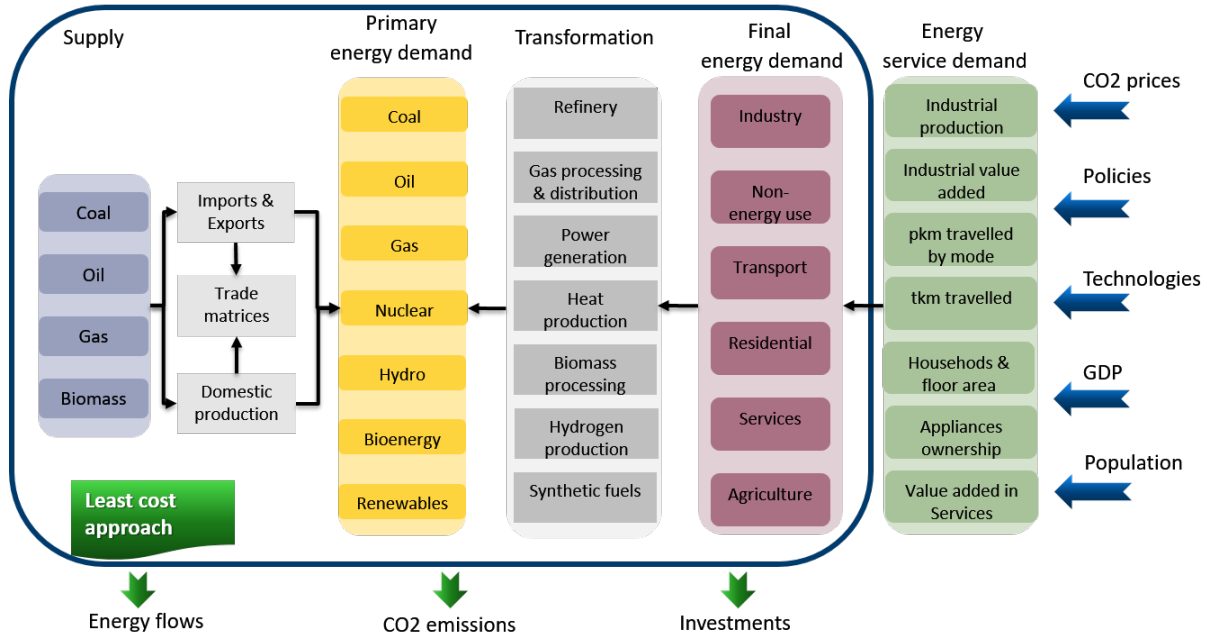 Supply
Primary
energy demand
Transformation
Final
energy demand
Energy
service demand
Coal
Oil
Gas
Biomass
Imports &
Exports
Trade
matrices
Domestic
production
Coal
Oil
Gas
Nuclear
Hydro
Bioenergy
Renewables
Refinery
Gas processing
& distribution
Power
generation
Heat
production
Biomass
processing
Hydrogen
production
Synthetic fuels
Industry
Non-
energy use
Transport
Residential
Services
Agriculture
Industrial
production
Industrial value
added
pkm travelled
by mode
tkm travelled
Househods &
floor area
Appliances
ownership
Value added in
Services
CO2 prices
Policies
Technologies
GDP
Population
Least cost
approach
Energy flows
CO2 emissions
Investments